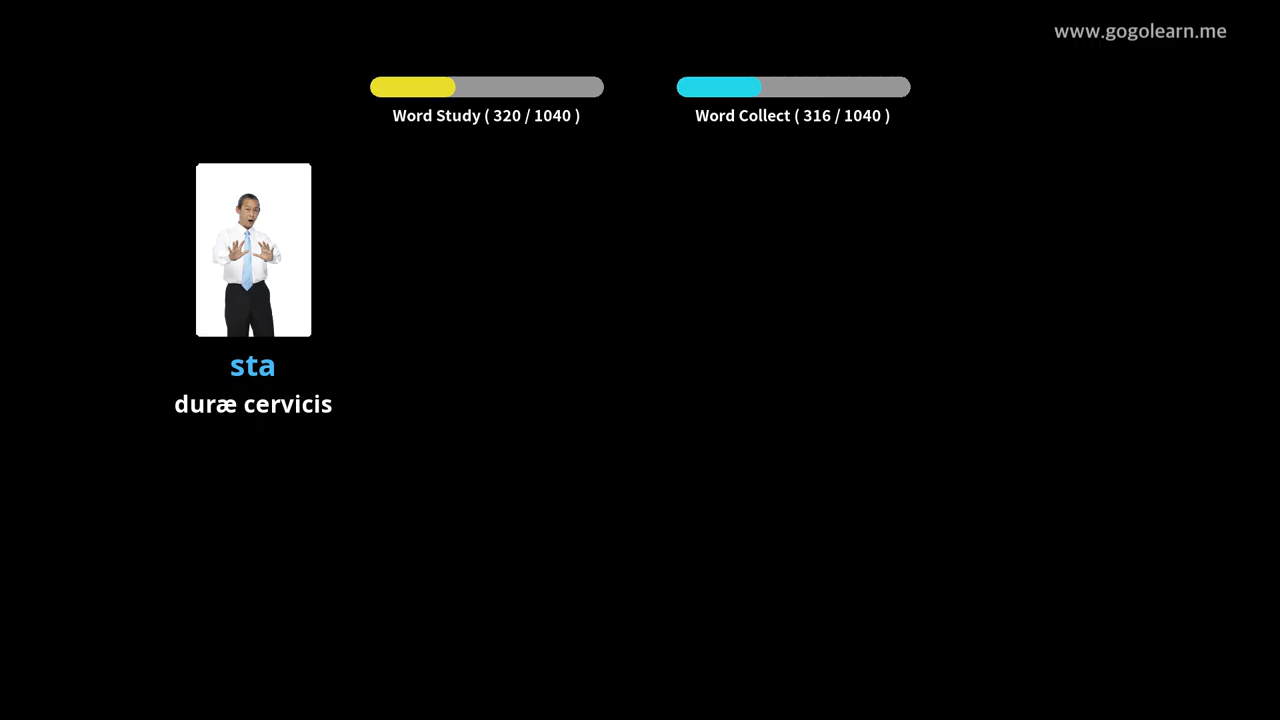 www.gogolearn.me
Word Study ( 320 / 1040 )
Word Collect ( 316 / 1040 )
sta
duræ cervicis